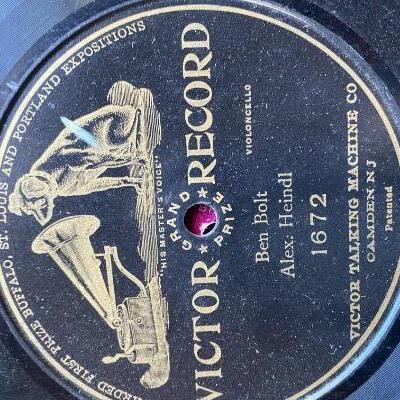 RDED FIRST PRIZE BUFFALO, ST. LOUIS AND PORTLAND EXPOSITIONS
"HIS MASTER'S VOICE"
VICTOR RECORD
GRAND PRIZE
VIOLONCELLO
Ben Bolt
Alex. Heindl
1672
VICTOR TALKING MACHINE CO
CAMDEN N J
Patented